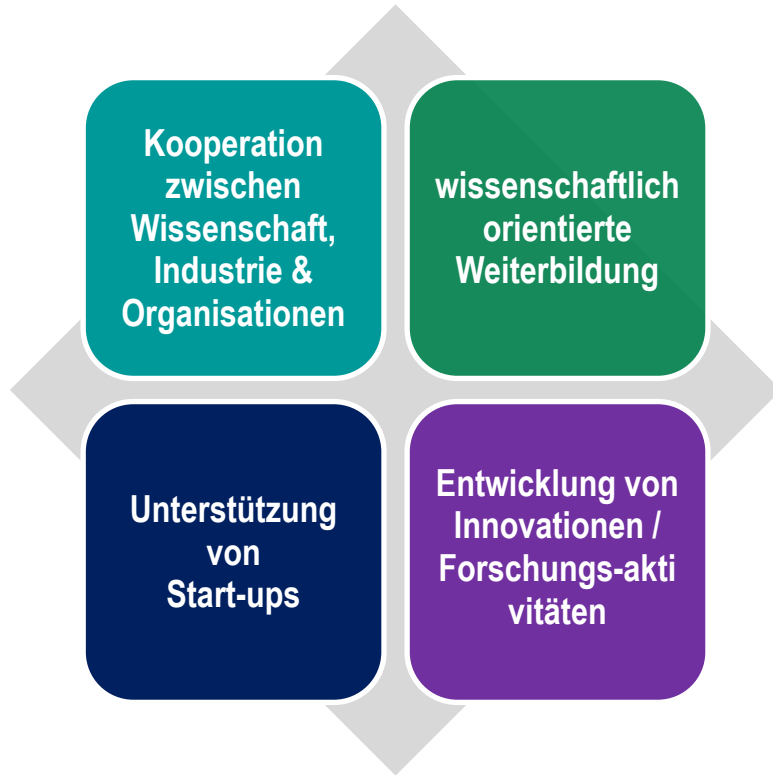 Kooperation
zwischen
Wissenschaft,
Industrie &
Organisationen
wissenschaftlich
orientierte
Weiterbildung
Unterstützung
von
Start-ups
Entwicklung von
Innovationen /
Forschungs-akti
vitäten